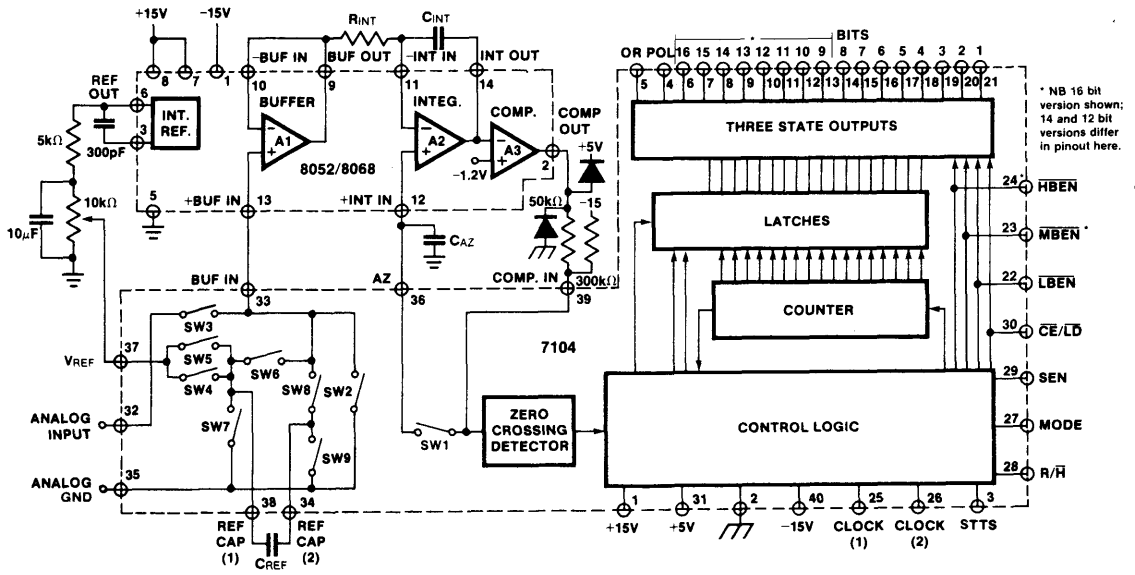 +15V
-15V
RINT
CINT
* BITS
8 7 1
-BUF IN
BUF OUT
-INT IN
INT OUT
OR POL 16 15 14 13 12 11 10 9 8 7 6 5 4 3 2 1
10 9 11 14
5 4 6 7 8 9 10 11 12 13 14 15 16 17 18 19 20 21
REF OUT
6
INT. REF.
3
300pF
5kΩ
10kΩ
10μF
5
BUFFER
A1
8052/8068
INTEG.
A2
COMP.
A3
-1.2V
2
COMP OUT
+5V
50kΩ
-15
300kΩ
+BUF IN
13
+INT IN
12
CAZ
THREE STATE OUTPUTS
* NB 16 bit
version shown;
14 and 12 bit
versions differ
in pinout here.
LATCHES
COUNTER
24*
HBEN
23
MBEN*
22
LBEN
30
CE/LD
29
SEN
27
MODE
28
R/H
BUF IN
33
AZ
36
COMP. IN
39
7104
VREF
37
SW3
SW5
SW4
SW6
SW8
SW2
SW7
SW9
SW1
ANALOG INPUT
32
ANALOG GND
35
ZERO
CROSSING
DETECTOR
CONTROL LOGIC
38
34
REF CAP (1)
CREF
REF CAP (2)
1
31
2
40
25
26
3
+15V
+5V
-15V
CLOCK (1)
CLOCK (2)
STTS